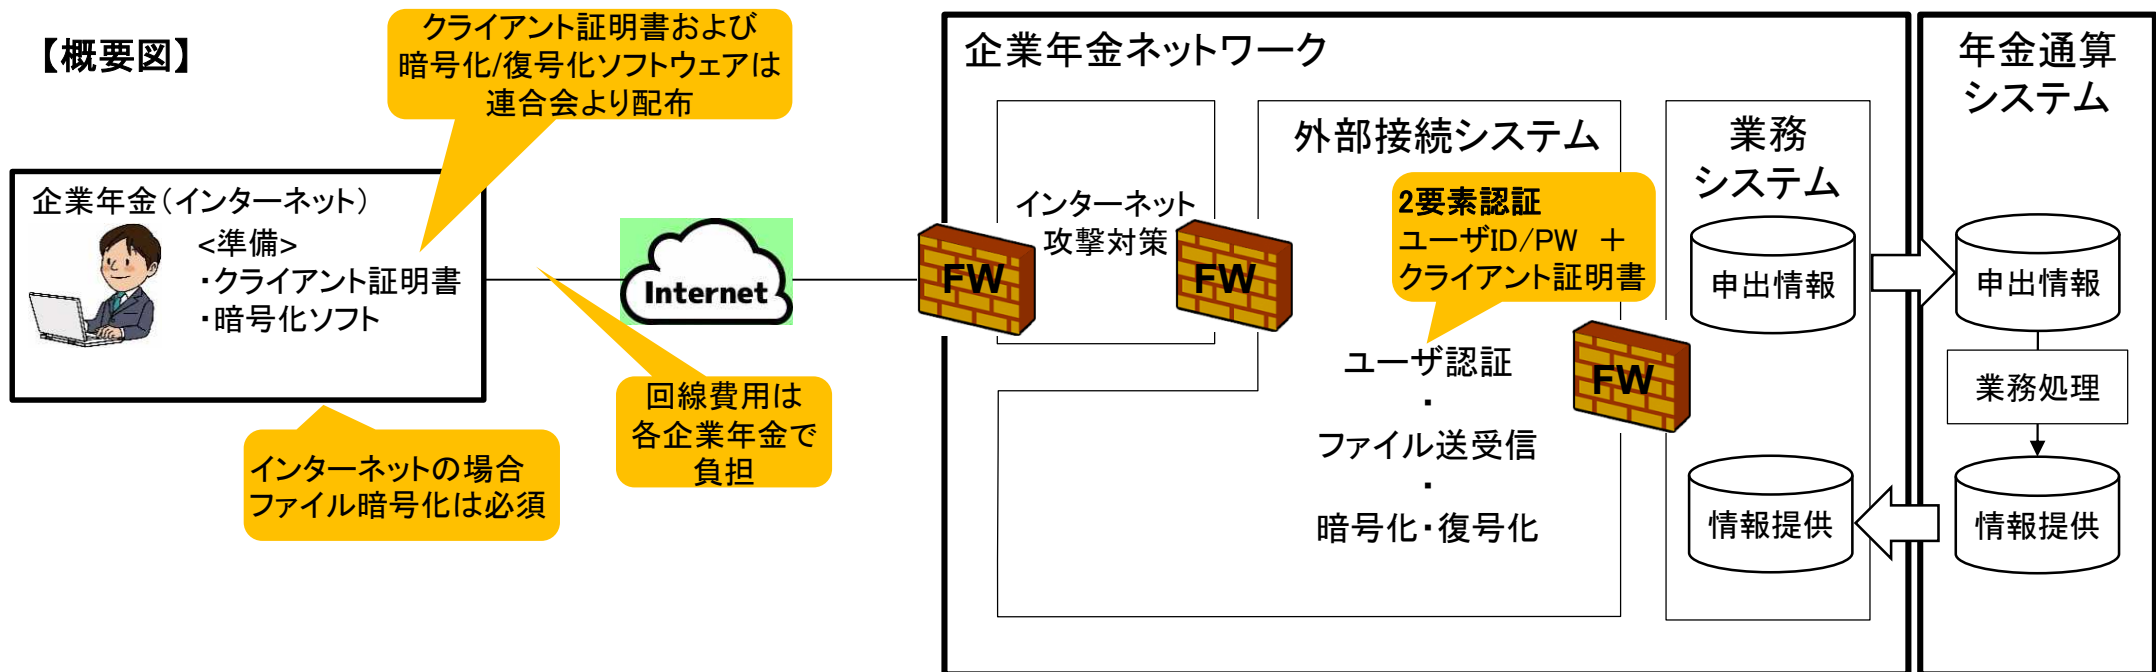 【概要図】
クライアント証明書および
暗号化/復号化ソフトウェアは
連合会より配布
企業年金(インターネット)
<準備>
・クライアント証明書
・暗号化ソフト
インターネットの場合
ファイル暗号化は必須
Internet
回線費用は
各企業年金で
負担
企業年金ネットワーク
FW
インターネット
攻撃対策
FW
外部接続システム
2要素認証
ユーザID/PW +
クライアント証明書
ユーザ認証
・
ファイル送受信
・
暗号化・復号化
FW
業務
システム
申出情報
情報提供
年金通算
システム
申出情報
業務処理
情報提供